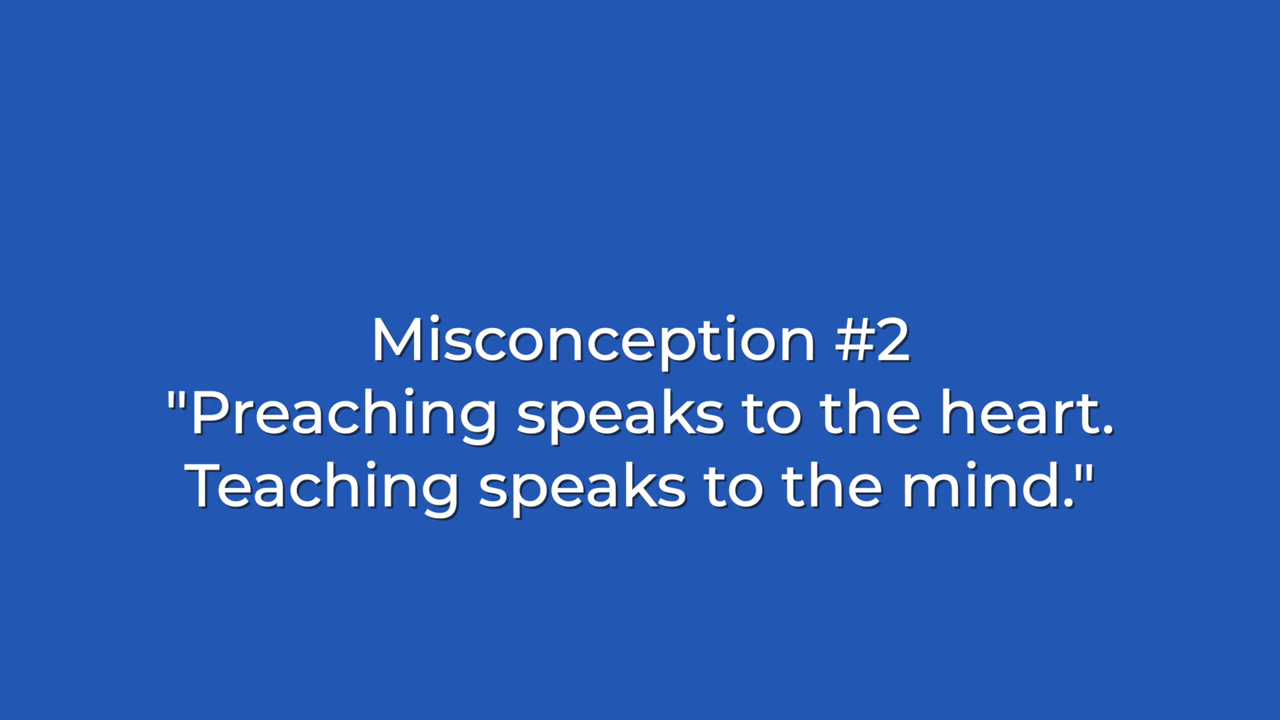 Misconception #2
"Preaching speaks to the heart.
Teaching speaks to the mind."